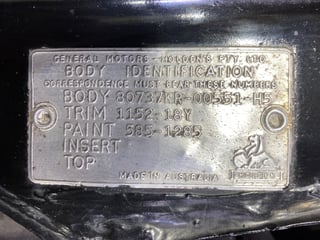 GENERAL MOTORS - HOLDEN'S PTY. LTD.
BODY IDENTIFICATION
CORRESPONDENCE MUST BEAR THESE NUMBERS
BODY 80737KR-00551-H5
TRIM 1152-18Y
PAINT 585-1285
INSERT
TOP
MADE IN AUSTRALIA